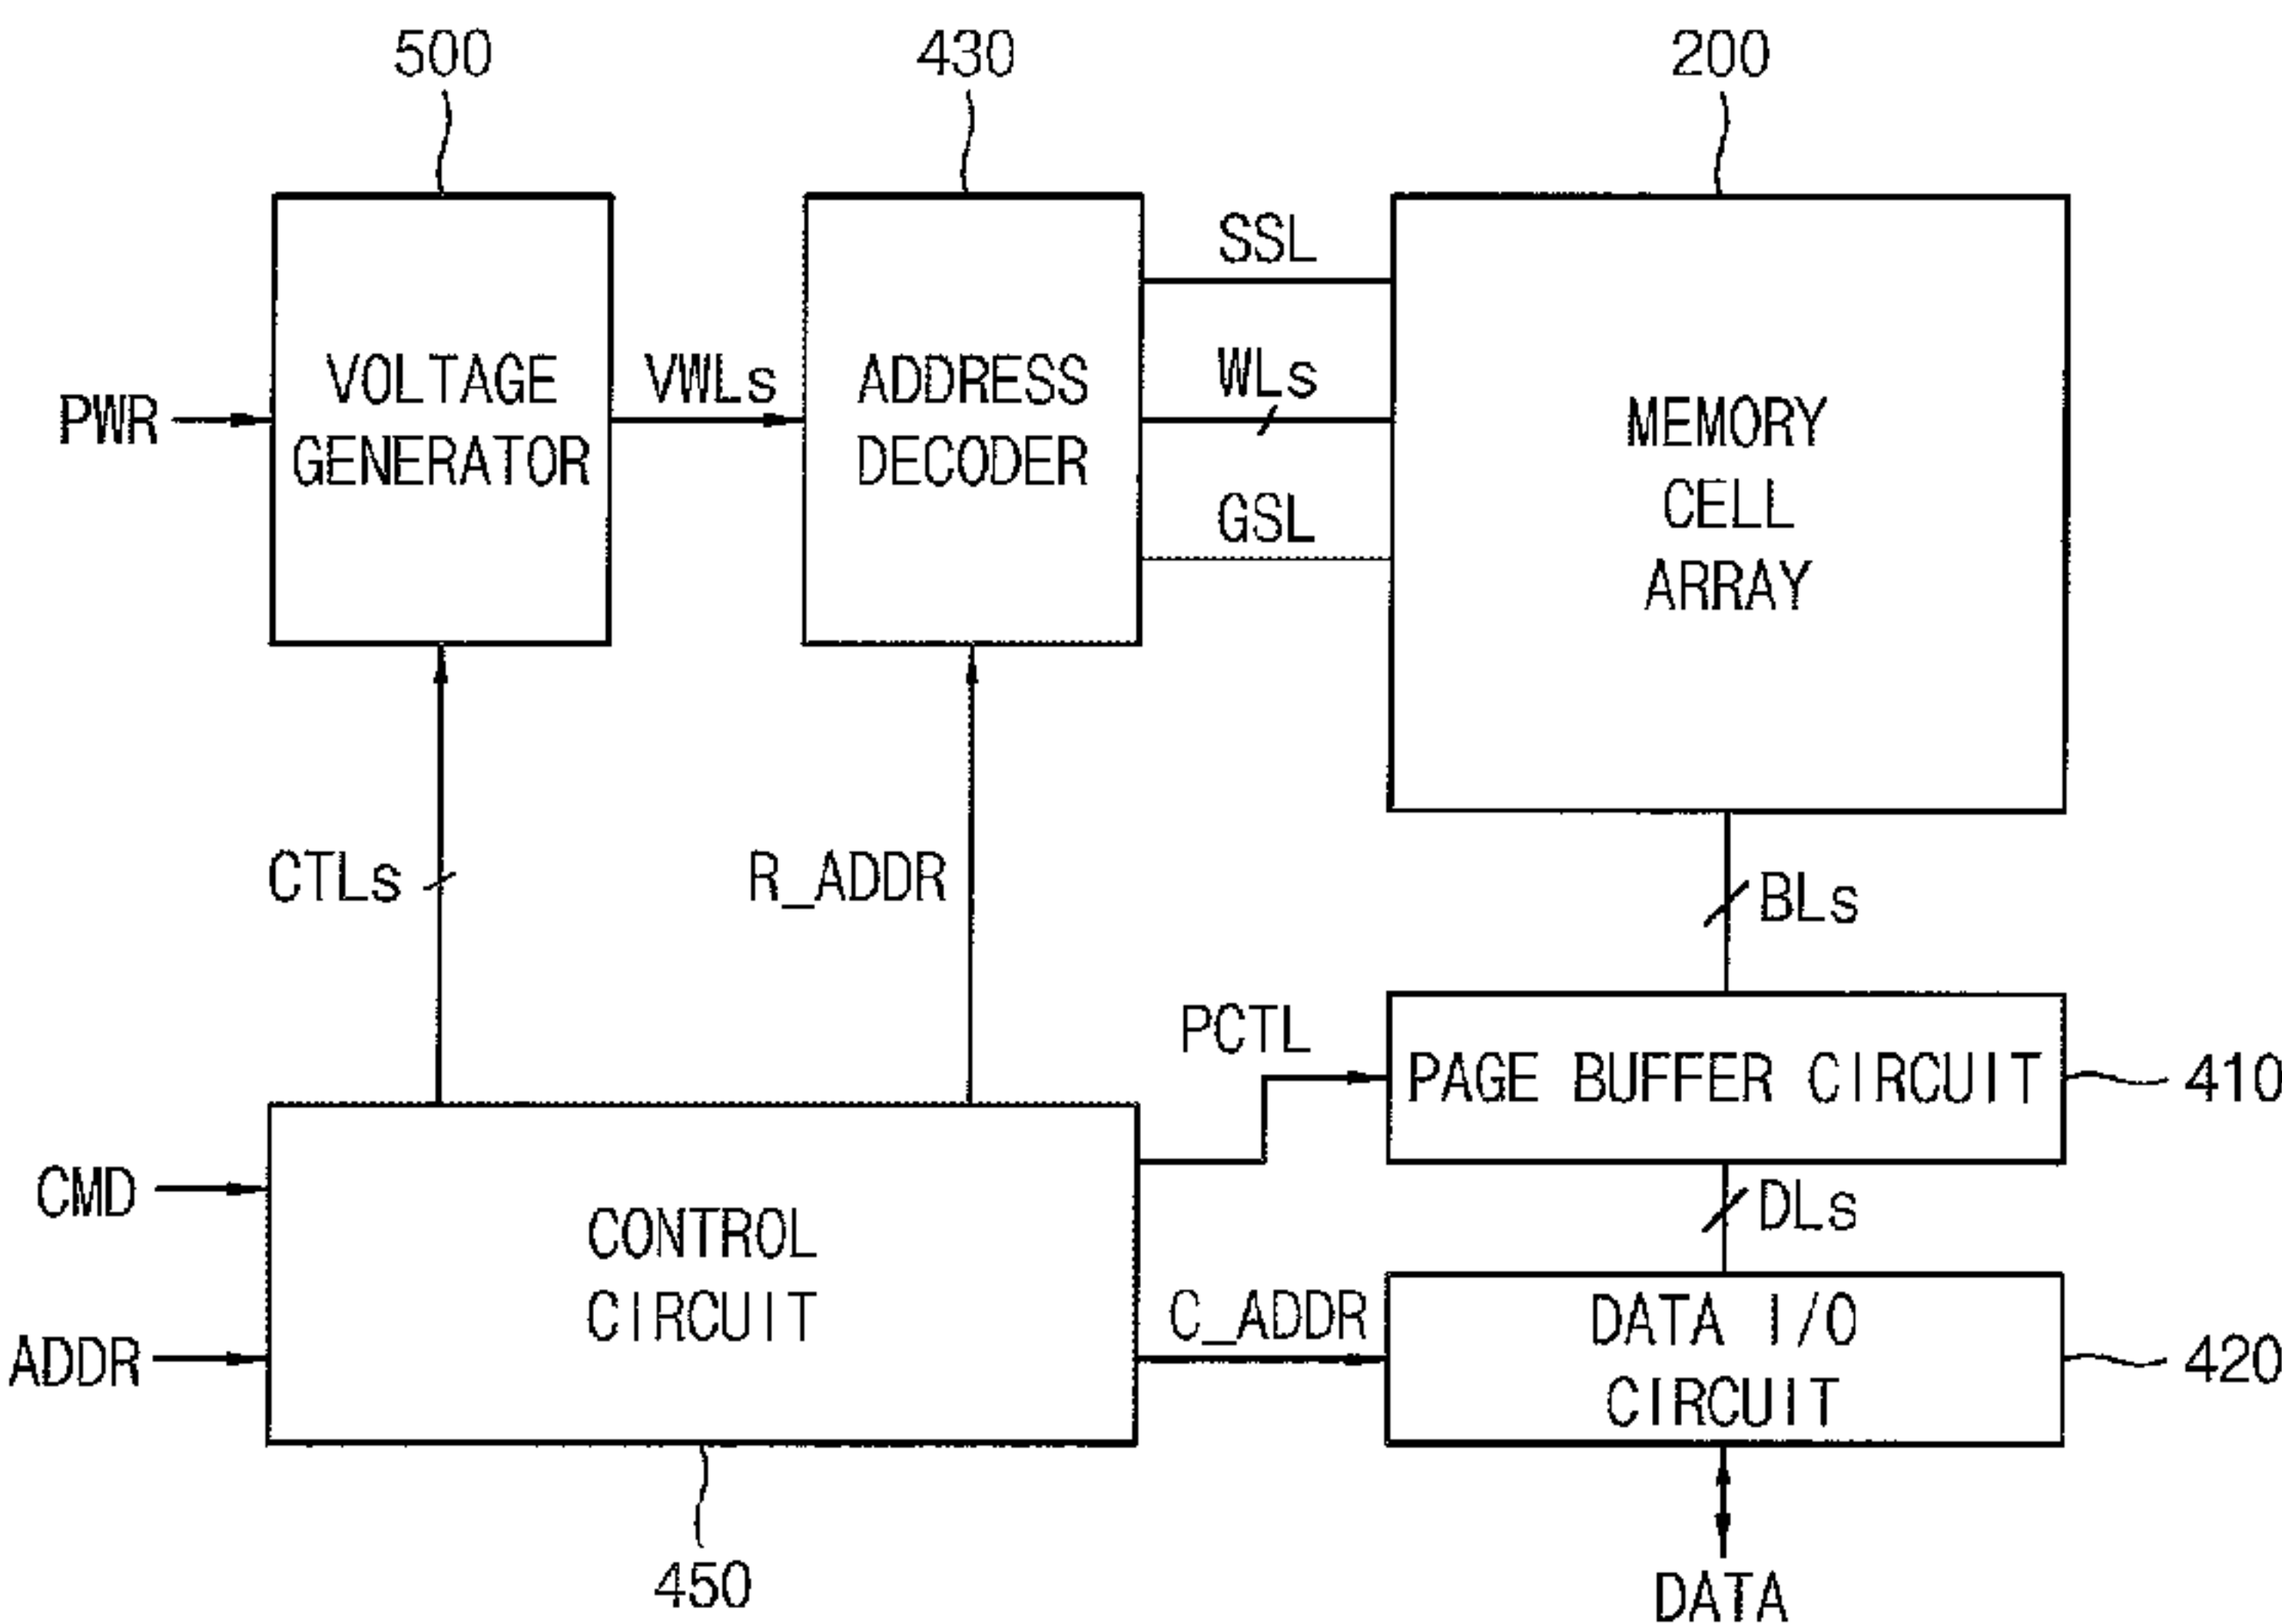 500
430
200
SSL
VOLTAGE
GENERATOR
VWLs
ADDRESS
DECODER
WLs
PWR
MEMORY
CELL
ARRAY
GSL
CTLs
R_ADDR
BLs
PCTL
PAGE BUFFER CIRCUIT
410
CMD
DLs
CONTROL
CIRCUIT
C_ADDR
DATA I/O
CIRCUIT
ADDR
420
450
DATA